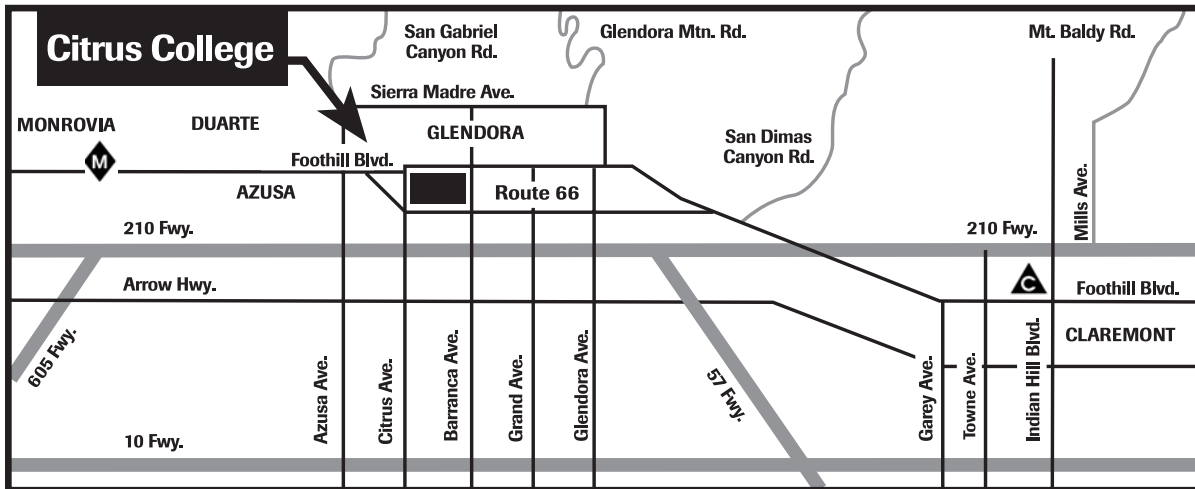 Citrus College
San Gabriel
Canyon Rd.
Glendora Mtn. Rd.
Mt. Baldy Rd.
Sierra Madre Ave.
MONROVIA
DUARTE
GLENDORA
San Dimas
Canyon Rd.
M
Foothill Blvd.
AZUSA
Route 66
Mills Ave.
210 Fwy.
210 Fwy.
C
Arrow Hwy.
Foothill Blvd.
CLAREMONT
605 Fwy.
57 Fwy.
Azusa Ave.
Citrus Ave.
Barranca Ave.
Grand Ave.
Glendora Ave.
Garey Ave.
Towne Ave.
Indian Hill Blvd.
10 Fwy.